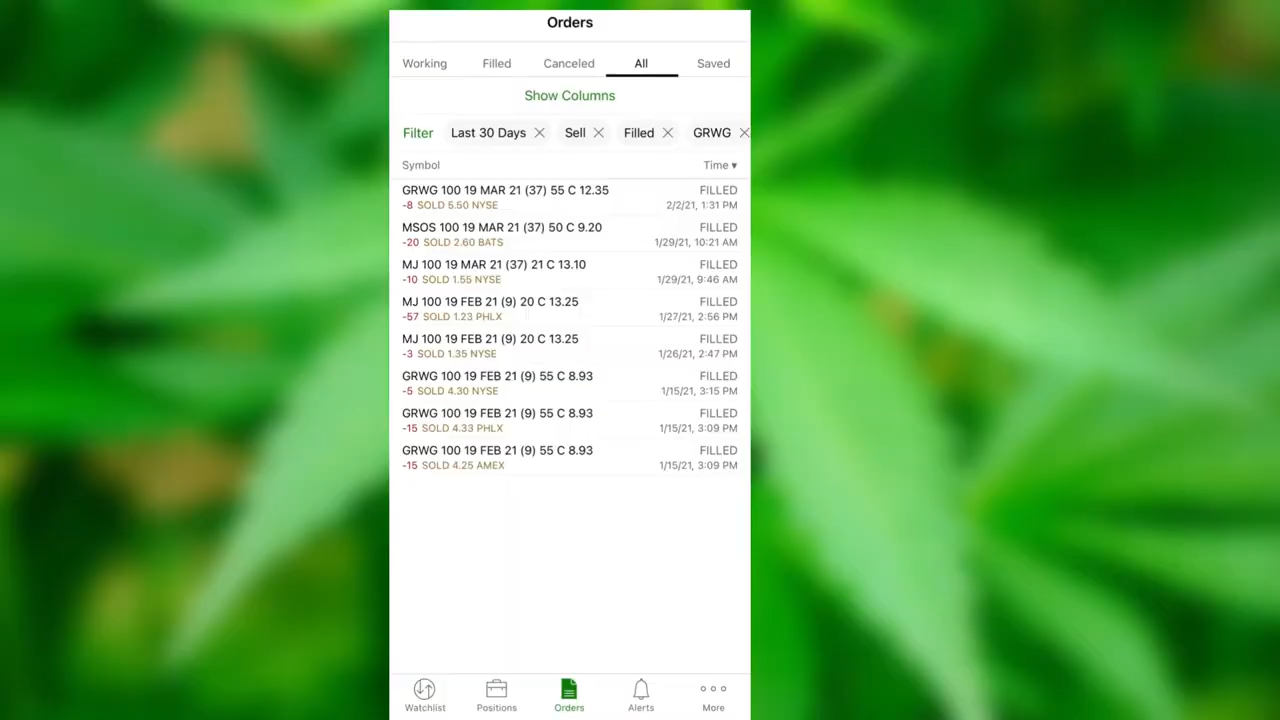 Orders
Working Filled Canceled All Saved
Show Columns
Filter Last 30 Days Sell Filled GRWG
Symbol Time
GRWG 100 19 MAR 21 (37) 55 C 12.35 FILLED
-8 SOLD 5.50 NYSE 2/2/21, 1:31 PM
MSOS 100 19 MAR 21 (37) 50 C 9.20 FILLED
-20 SOLD 2.60 BATS 1/29/21, 10:21 AM
MJ 100 19 MAR 21 (37) 21 C 13.10 FILLED
-10 SOLD 1.55 NYSE 1/29/21, 9:46 AM
MJ 100 19 FEB 21 (9) 20 C 13.25 FILLED
-57 SOLD 1.23 PHLX 1/27/21, 2:56 PM
MJ 100 19 FEB 21 (9) 20 C 13.25 FILLED
-3 SOLD 1.35 NYSE 1/26/21, 2:47 PM
GRWG 100 19 FEB 21 (9) 55 C 8.93 FILLED
-5 SOLD 4.30 NYSE 1/15/21, 3:15 PM
GRWG 100 19 FEB 21 (9) 55 C 8.93 FILLED
-15 SOLD 4.33 PHLX 1/15/21, 3:09 PM
GRWG 100 19 FEB 21 (9) 55 C 8.93 FILLED
-15 SOLD 4.25 AMEX 1/15/21, 3:09 PM
Watchlist Positions Orders Alerts More